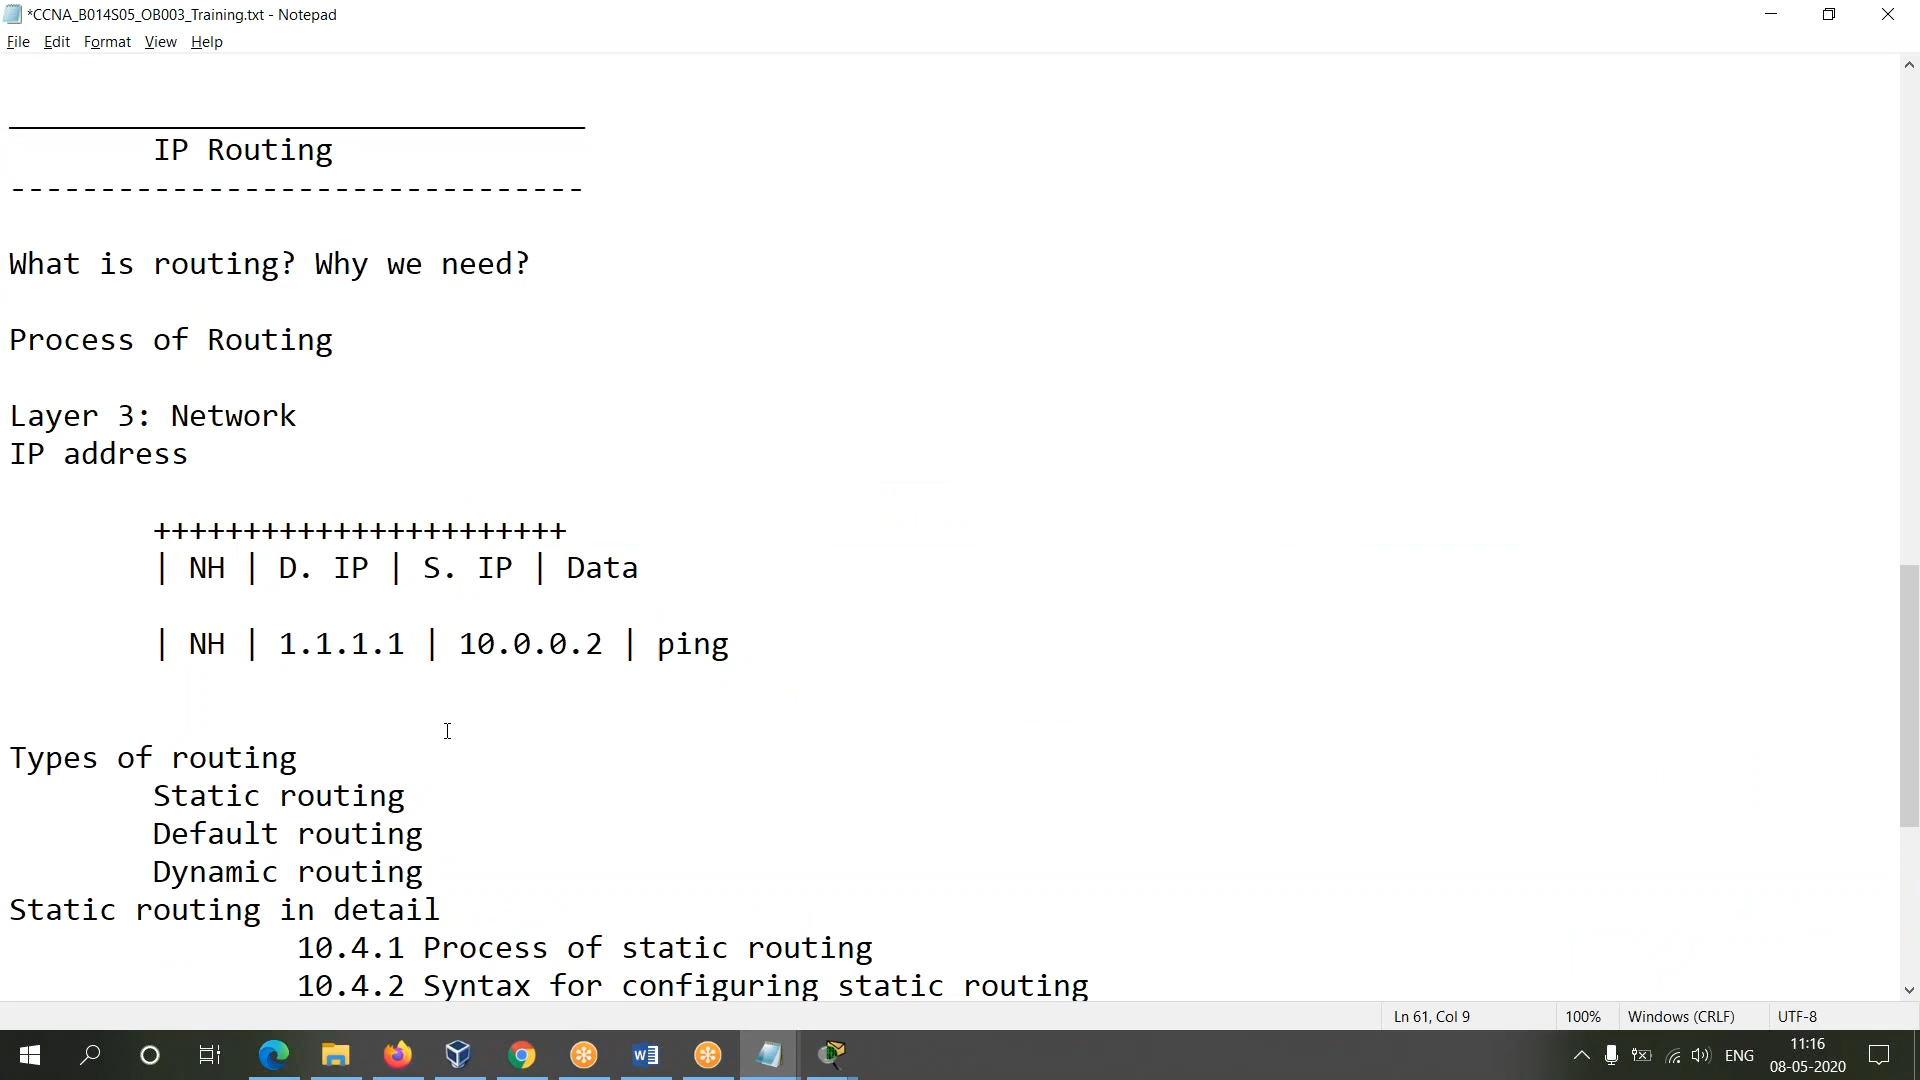 *CCNA_B014S05_OB003_Training.txt - Notepad
File Edit Format View Help
________________________________
IP Routing
--------------------------------
What is routing? Why we need?
Process of Routing
Layer 3: Network
IP address
+++++++++++++++++++++++
| NH | D. IP | S. IP | Data
| NH | 1.1.1.1 | 10.0.0.2 | ping
Types of routing
Static routing
Default routing
Dynamic routing
Static routing in detail
10.4.1 Process of static routing
10.4.2 Syntax for configuring static routing
Ln 61, Col 9 100% Windows (CRLF) UTF-8
ENG 11:16
08-05-2020